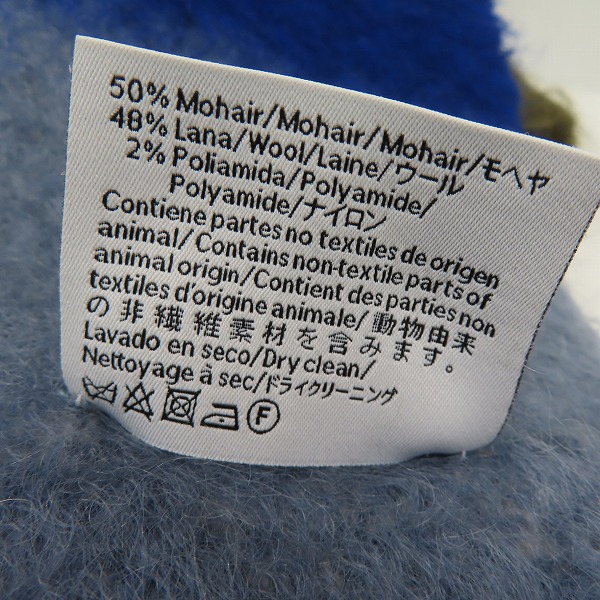 50% Mohair/Mohair/Mohair/モヘヤ
48% Lana/Wool/Laine/ウール
2% Poliamida/Polyamide/
Polyamide/ナイロン
Contiene partes no textiles de origen
animal/Contains non-textile parts of
animal origin/Contient des parties non
textiles d'origine animale/動物由来
の非繊維素材を含みます。
Lavado en seco/Dry clean/
Nettoyage à sec/ドライクリーニング
F